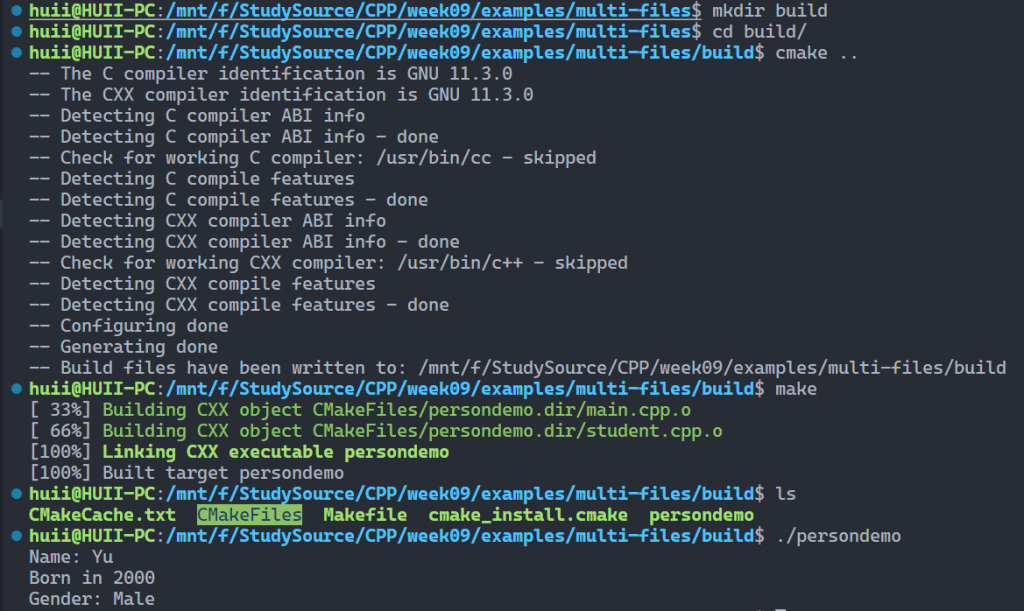 huii@HUII-PC:/mnt/f/StudySource/CPP/week09/examples/multi-files$ mkdir build
huii@HUII-PC:/mnt/f/StudySource/CPP/week09/examples/multi-files$ cd build/
huii@HUII-PC:/mnt/f/StudySource/CPP/week09/examples/multi-files/build$ cmake ..
-- The C compiler identification is GNU 11.3.0
-- The CXX compiler identification is GNU 11.3.0
-- Detecting C compiler ABI info
-- Detecting C compiler ABI info - done
-- Check for working C compiler: /usr/bin/cc - skipped
-- Detecting C compile features
-- Detecting C compile features - done
-- Detecting CXX compiler ABI info
-- Detecting CXX compiler ABI info - done
-- Check for working CXX compiler: /usr/bin/c++ - skipped
-- Detecting CXX compile features
-- Detecting CXX compile features - done
-- Configuring done
-- Generating done
-- Build files have been written to: /mnt/f/StudySource/CPP/week09/examples/multi-files/build
huii@HUII-PC:/mnt/f/StudySource/CPP/week09/examples/multi-files/build$ make
[ 33%] Building CXX object CMakeFiles/persondemo.dir/main.cpp.o
[ 66%] Building CXX object CMakeFiles/persondemo.dir/student.cpp.o
[100%] Linking CXX executable persondemo
[100%] Built target persondemo
huii@HUII-PC:/mnt/f/StudySource/CPP/week09/examples/multi-files/build$ ls
CMakeCache.txt  CMakeFiles  Makefile  cmake_install.cmake  persondemo
huii@HUII-PC:/mnt/f/StudySource/CPP/week09/examples/multi-files/build$ ./persondemo
Name: Yu
Born in 2000
Gender: Male